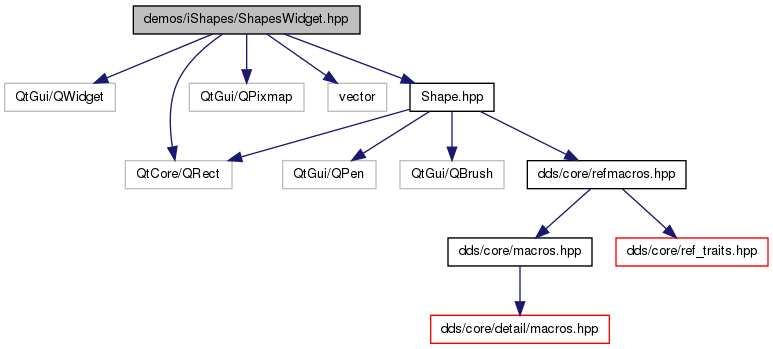 demos/iShapes/ShapesWidget.hpp
QtGui/QWidget
QtGui/QPixmap
vector
Shape.hpp
QtCore/QRect
QtGui/QPen
QtGui/QBrush
dds/core/refmacros.hpp
dds/core/macros.hpp
dds/core/ref_traits.hpp
dds/core/detail/macros.hpp